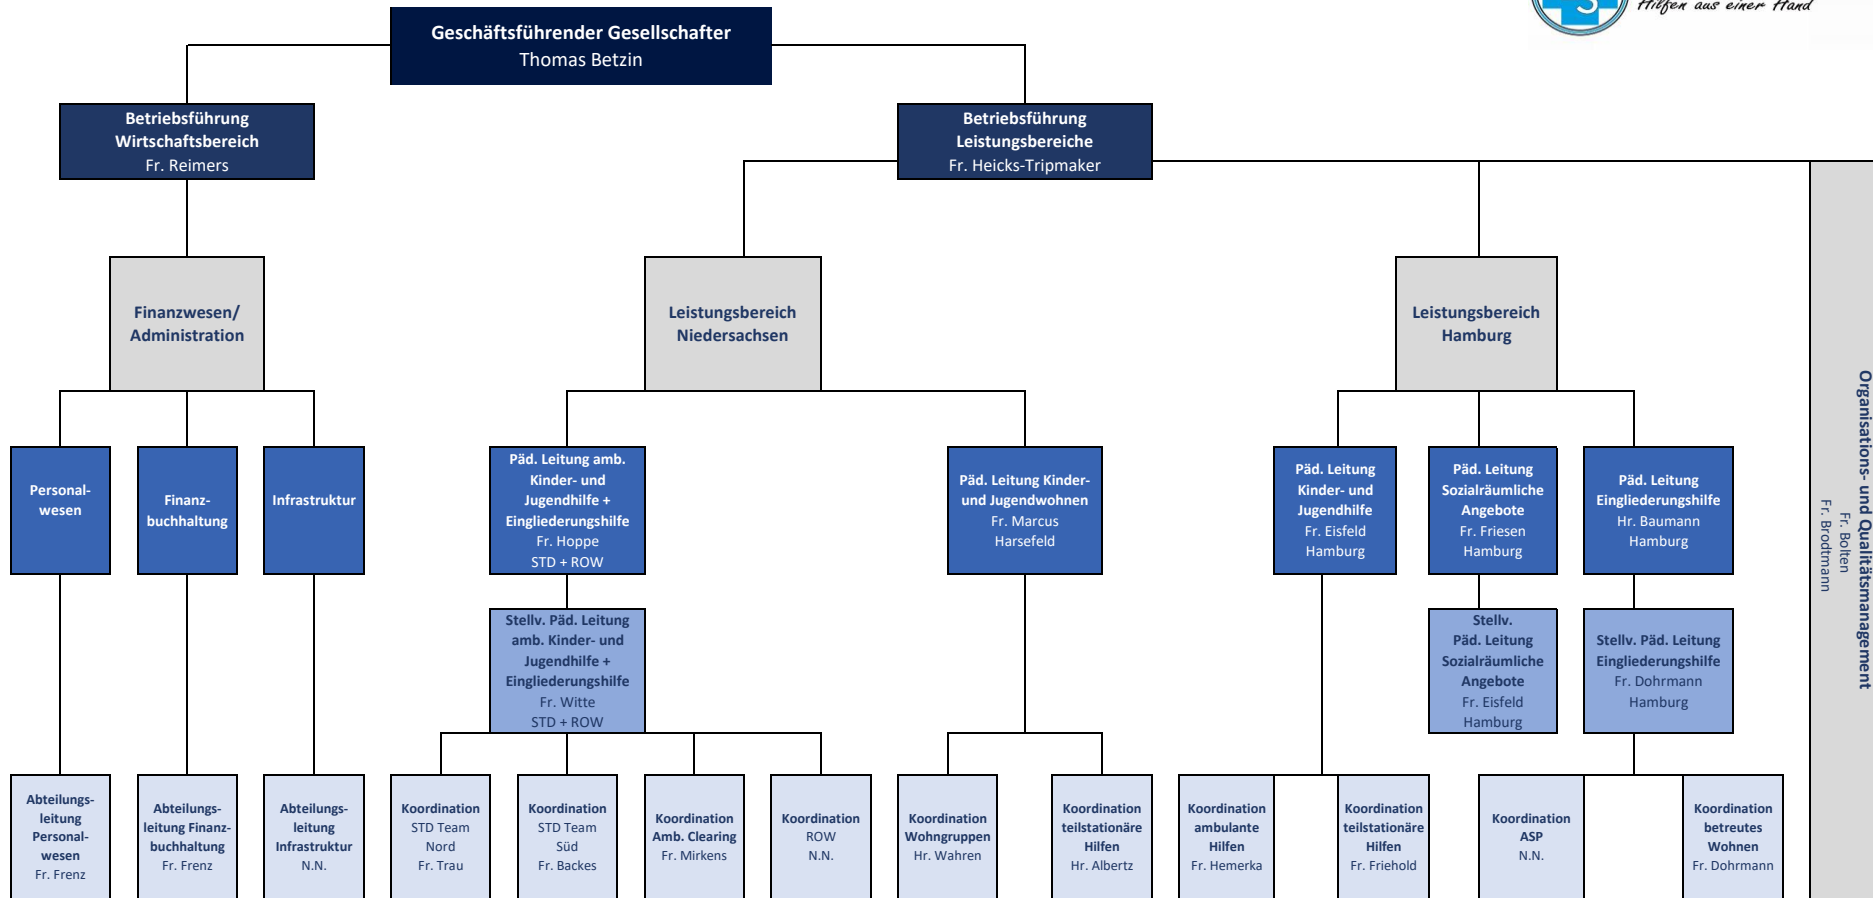 Hilfen aus einer Hand
Geschäftsführender Gesellschafter
Thomas Betzin
Betriebsführung
Wirtschaftsbereich
Fr. Reimers
Betriebsführung
Leistungsbereiche
Fr. Heicks-Tripmaker
Finanzwesen/
Administration
Leistungsbereich
Niedersachsen
Leistungsbereich
Hamburg
Organisations- und Qualitätsmanagement
Fr. Bolten
Fr. Brodtmann
Personal-
wesen
Finanz-
buchhaltung
Infrastruktur
Päd. Leitung amb.
Kinder- und
Jugendhilfe +
Eingliederungshilfe
Fr. Hoppe
STD + ROW
Päd. Leitung Kinder-
und Jugendwohnen
Fr. Marcus
Harsefeld
Päd. Leitung
Kinder- und
Jugendhilfe
Fr. Eisfeld
Hamburg
Päd. Leitung
Sozialräumliche
Angebote
Fr. Friesen
Hamburg
Päd. Leitung
Eingliederungshilfe
Hr. Baumann
Hamburg
Stellv. Päd. Leitung
amb. Kinder- und
Jugendhilfe +
Eingliederungshilfe
Fr. Witte
STD + ROW
Stellv.
Päd. Leitung
Sozialräumliche
Angebote
Fr. Eisfeld
Hamburg
Stellv. Päd. Leitung
Eingliederungshilfe
Fr. Dohrmann
Hamburg
Abteilungs-
leitung
Personal-
wesen
Fr. Frenz
Abteilungs-
leitung Finanz-
buchhaltung
Fr. Frenz
Abteilungs-
leitung
Infrastruktur
N.N.
Koordination
STD Team
Nord
Fr. Trau
Koordination
STD Team
Süd
Fr. Backes
Koordination
Amb. Clearing
Fr. Mirkens
Koordination
ROW
N.N.
Koordination
Wohngruppen
Hr. Wahren
Koordination
teilstationäre
Hilfen
Hr. Albertz
Koordination
ambulante
Hilfen
Fr. Hemerka
Koordination
teilstationäre
Hilfen
Fr. Friehold
Koordination
ASP
N.N.
Koordination
betreutes
Wohnen
Fr. Dohrmann